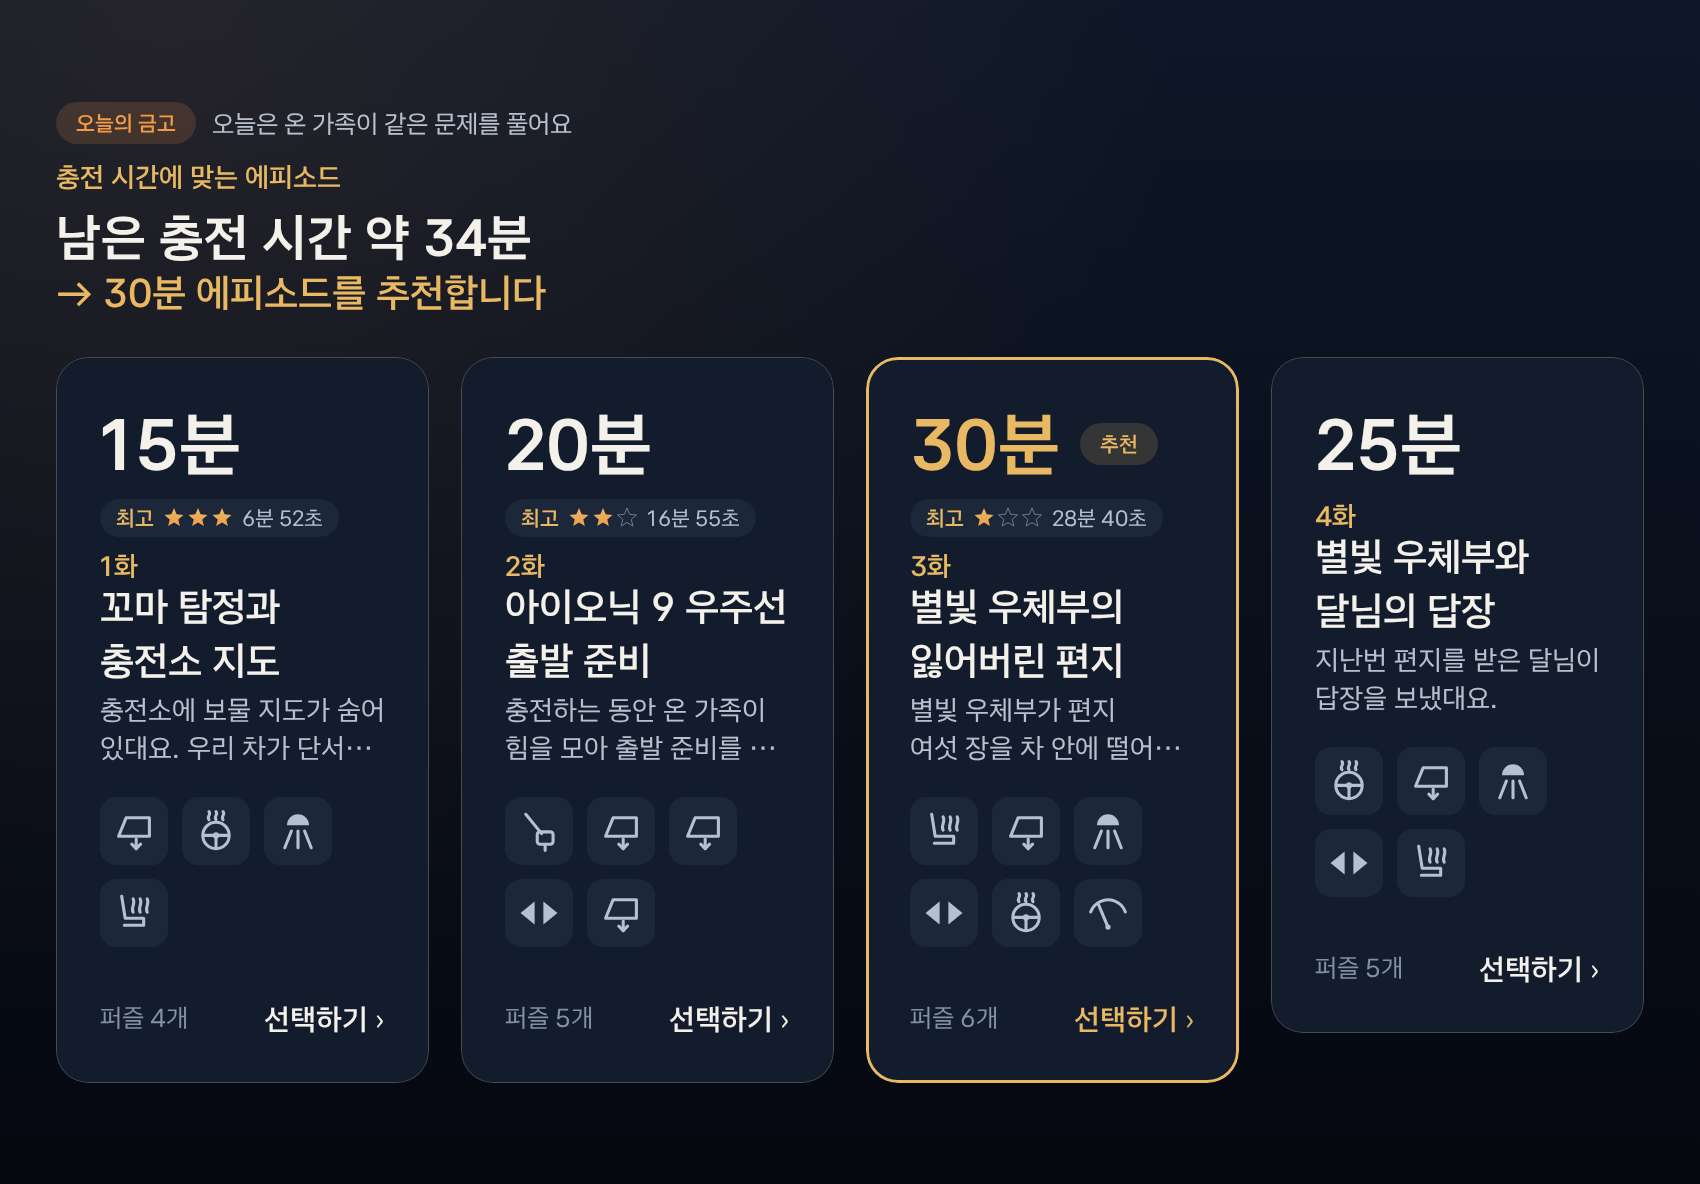 오늘의 금고 오늘은 온 가족이 같은 문제를 풀어요
충전 시간에 맞는 에피소드
남은 충전 시간 약 34분
→ 30분 에피소드를 추천합니다
15분
최고 ★★★ 6분 52초
1화
꼬마 탐정과
충전소 지도
충전소에 보물 지도가 숨어
있대요. 우리 차가 단서…
퍼즐 4개 선택하기 ›
20분
최고 ★★☆ 16분 55초
2화
아이오닉 9 우주선
출발 준비
충전하는 동안 온 가족이
힘을 모아 출발 준비를 …
퍼즐 5개 선택하기 ›
30분 추천
최고 ★☆☆ 28분 40초
3화
별빛 우체부의
잃어버린 편지
별빛 우체부가 편지
여섯 장을 차 안에 떨어…
퍼즐 6개 선택하기 ›
25분
4화
별빛 우체부와
달님의 답장
지난번 편지를 받은 달님이
답장을 보냈대요.
퍼즐 5개 선택하기 ›